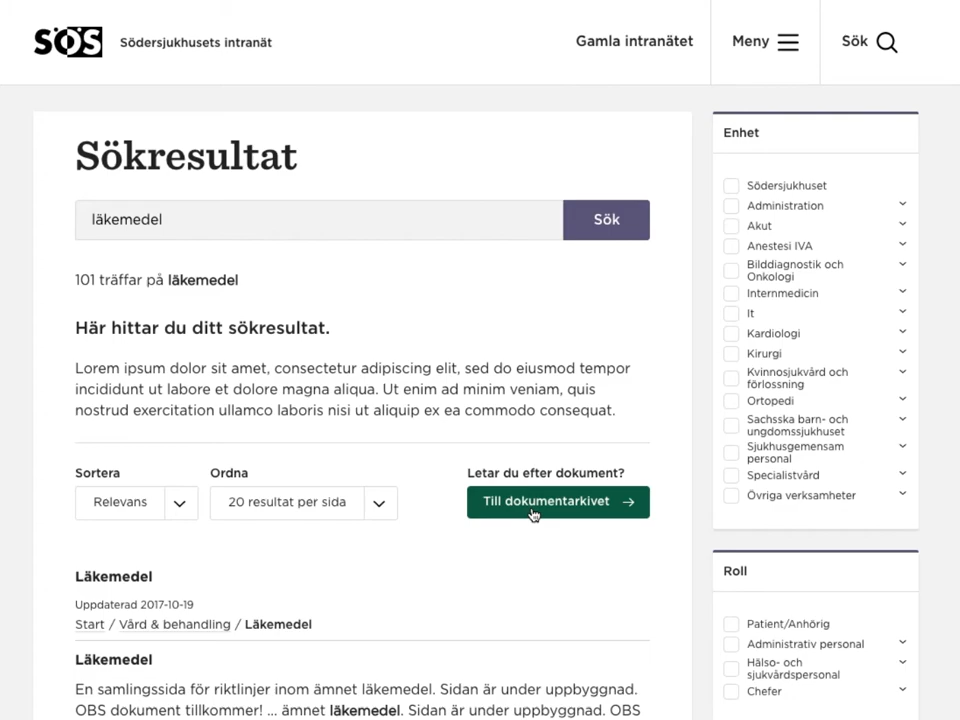 SÖS
Södersjukhusets intranät
Gamla intranätet
Meny
Sök
Sökresultat
läkemedel
Sök
101 träffar på läkemedel
Här hittar du ditt sökresultat.
Lorem ipsum dolor sit amet, consectetur adipiscing elit, sed do eiusmod tempor
incididunt ut labore et dolore magna aliqua. Ut enim ad minim veniam, quis
nostrud exercitation ullamco laboris nisi ut aliquip ex ea commodo consequat.
Sortera
Ordna
Letar du efter dokument?
Relevans
20 resultat per sida
Till dokumentarkivet →
Läkemedel
Uppdaterad 2017-10-19
Start / Vård & behandling / Läkemedel
Läkemedel
En samlingssida för riktlinjer inom ämnet läkemedel. Sidan är under uppbyggnad.
OBS dokument tillkommer! ... ämnet läkemedel. Sidan är under uppbyggnad. OBS
Enhet
Södersjukhuset
Administration
Akut
Anestesi IVA
Bilddiagnostik och
Onkologi
Internmedicin
It
Kardiologi
Kirurgi
Kvinnosjukvård och
förlossning
Ortopedi
Sachsska barn- och
ungdomssjukhuset
Sjukhusgemensam
personal
Specialistvård
Övriga verksamheter
Roll
Patient/Anhörig
Administrativ personal
Hälso- och
sjukvårdspersonal
Chefer